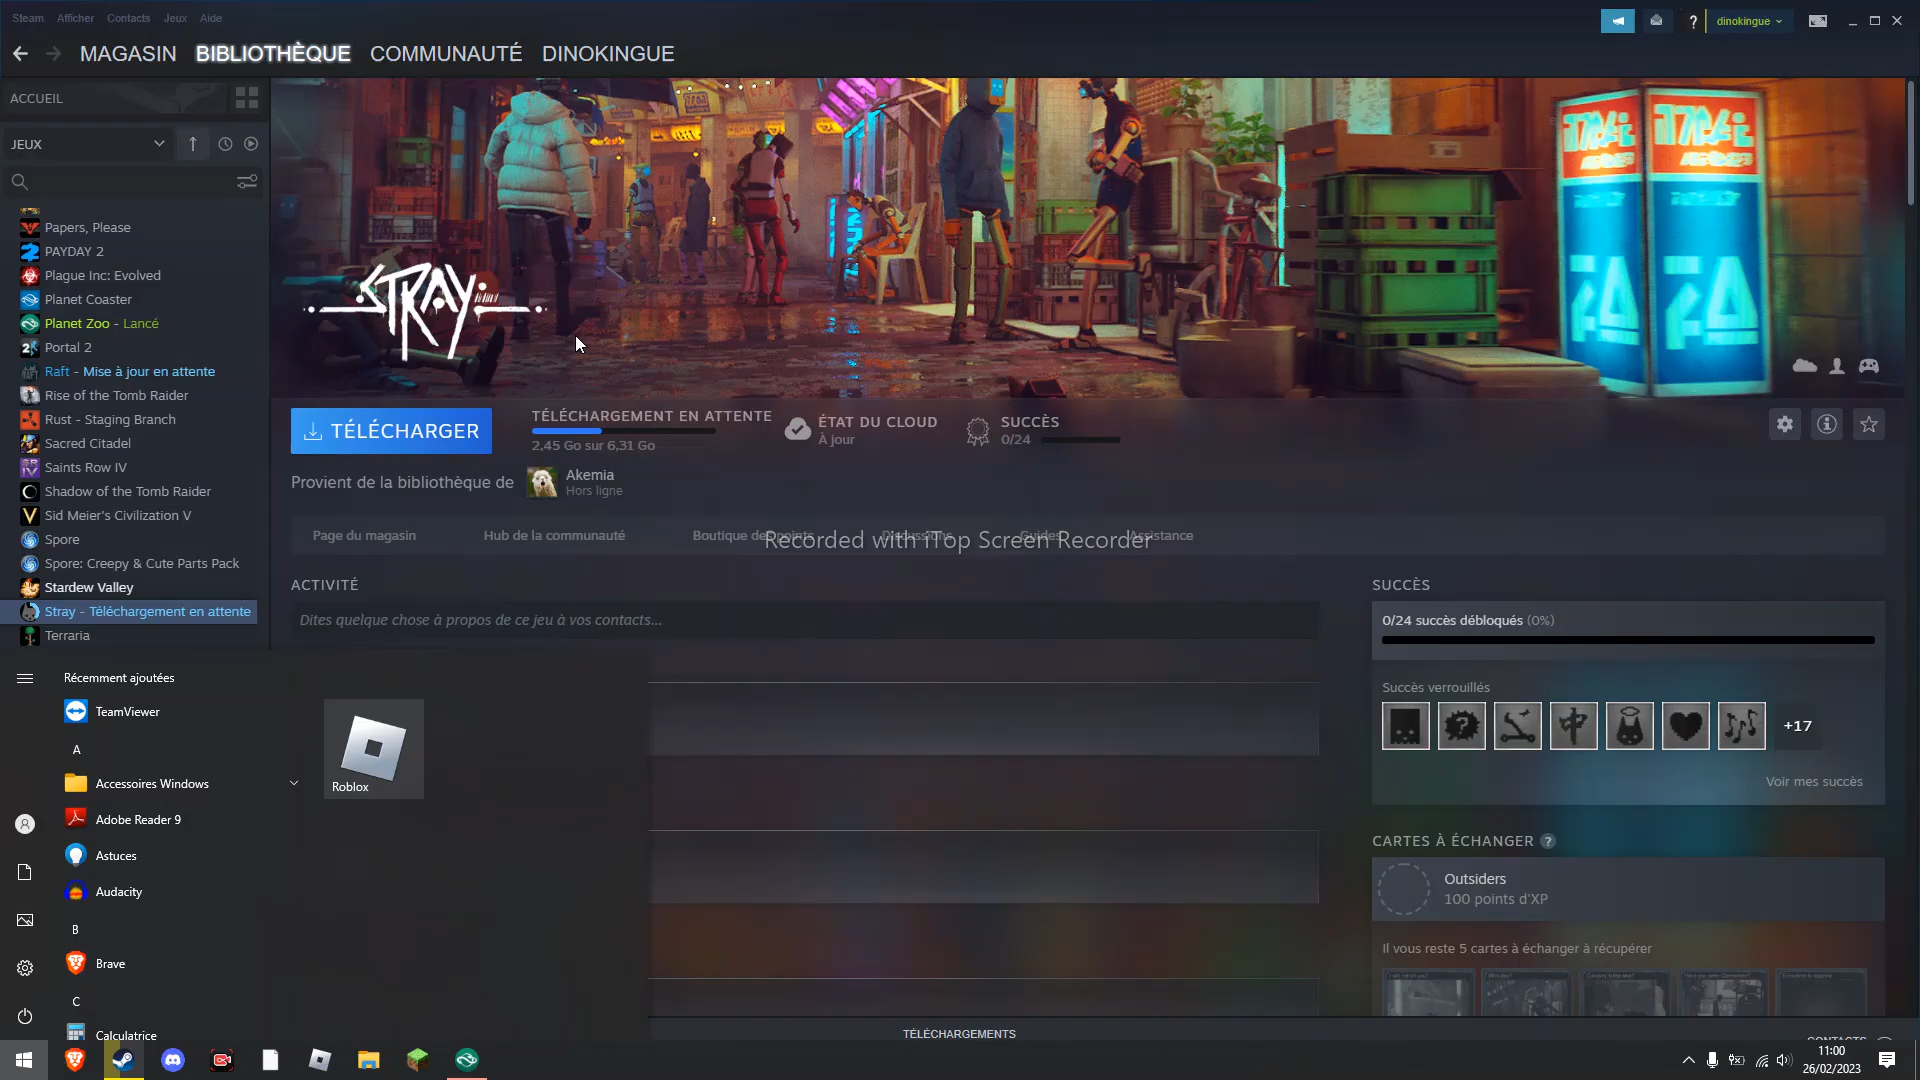 Steam Afficher Contacts Jeux Aide
dinokingue
MAGASIN BIBLIOTHÈQUE COMMUNAUTÉ DINOKINGUE
ACCUEIL
JEUX
Papers, Please
PAYDAY 2
Plague Inc: Evolved
Planet Coaster
Planet Zoo - Lancé
Portal 2
Raft - Mise à jour en attente
Rise of the Tomb Raider
Rust - Staging Branch
Sacred Citadel
Saints Row IV
Shadow of the Tomb Raider
Sid Meier's Civilization V
Spore
Spore: Creepy & Cute Parts Pack
Stardew Valley
Stray - Téléchargement en attente
Terraria
STRAY
TÉLÉCHARGER
TÉLÉCHARGEMENT EN ATTENTE
2,45 Go sur 6,31 Go
ÉTAT DU CLOUD
À jour
SUCCÈS
0/24
Provient de la bibliothèque de
Akemia
Hors ligne
Page du magasin Hub de la communauté Boutique des points Discussions Guides Assistance
Recorded with iTop Screen Recorder
ACTIVITÉ
Dites quelque chose à propos de ce jeu à vos contacts...
SUCCÈS
0/24 succès débloqués (0%)
Succès verrouillés
+17
Voir mes succès
CARTES À ÉCHANGER ?
Outsiders
100 points d'XP
Il vous reste 5 cartes à échanger à récupérer
Récemment ajoutées
TeamViewer
A
Accessoires Windows
Adobe Reader 9
Astuces
Audacity
B
Brave
C
Calculatrice
Roblox
TÉLÉCHARGEMENTS
CONTACTS
11:00
26/02/2023